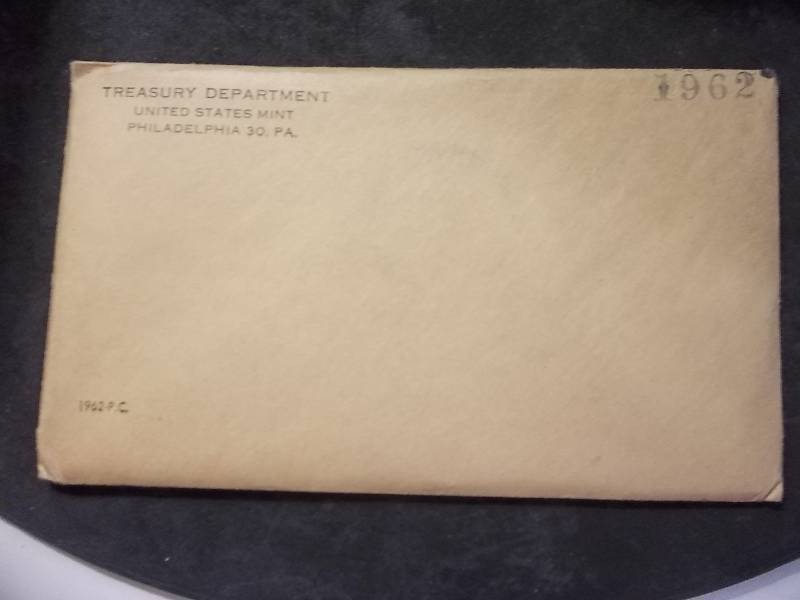 TREASURY DEPARTMENT
UNITED STATES MINT
PHILADELPHIA 30, PA.
1962
1962-P.C.